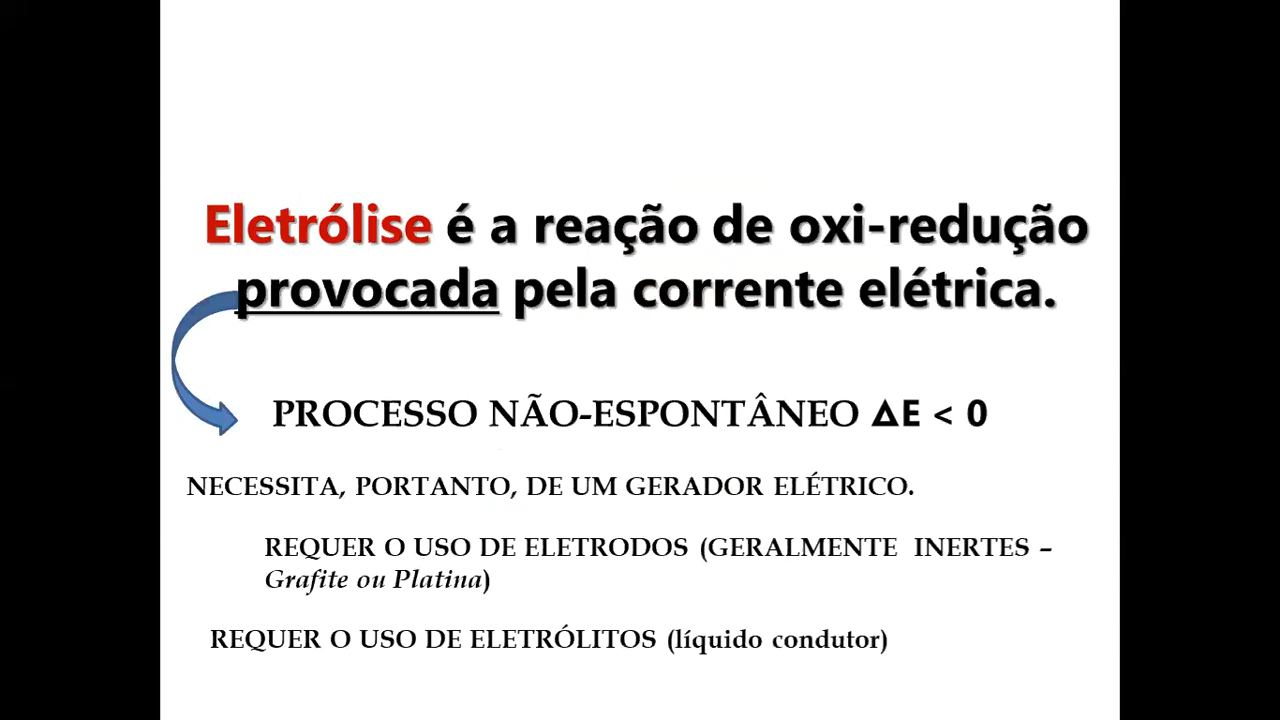 Eletrólise é a reação de oxi-redução
provocada pela corrente elétrica.
PROCESSO NÃO-ESPONTÂNEO ΔE < 0
NECESSITA, PORTANTO, DE UM GERADOR ELÉTRICO.
REQUER O USO DE ELETRODOS (GERALMENTE INERTES –
Grafite ou Platina)
REQUER O USO DE ELETRÓLITOS (líquido condutor)